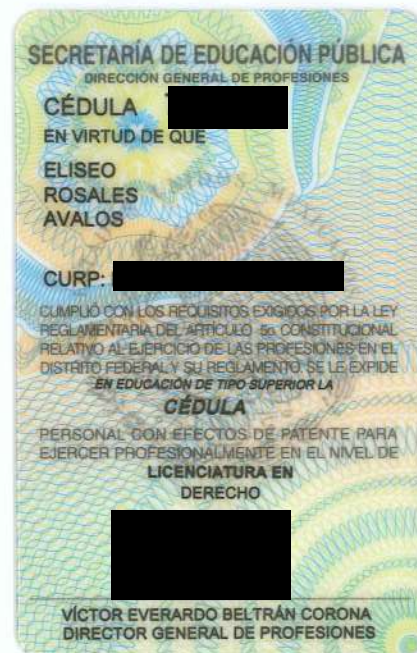 SECRETARÍA DE EDUCACIÓN PÚBLICA
DIRECCIÓN GENERAL DE PROFESIONES
CÉDULA
EN VIRTUD DE QUE
ELISEO
ROSALES
AVALOS
CURP:
CUMPLIÓ CON LOS REQUISITOS EXIGIDOS POR LA LEY
REGLAMENTARIA DEL ARTÍCULO 5o. CONSTITUCIONAL
RELATIVO AL EJERCICIO DE LAS PROFESIONES EN EL
DISTRITO FEDERAL Y SU REGLAMENTO. SE LE EXPIDE
EN EDUCACIÓN DE TIPO SUPERIOR LA
CÉDULA
PERSONAL CON EFECTOS DE PATENTE PARA
EJERCER PROFESIONALMENTE EN EL NIVEL DE
LICENCIATURA EN
DERECHO
VÍCTOR EVERARDO BELTRÁN CORONA
DIRECTOR GENERAL DE PROFESIONES